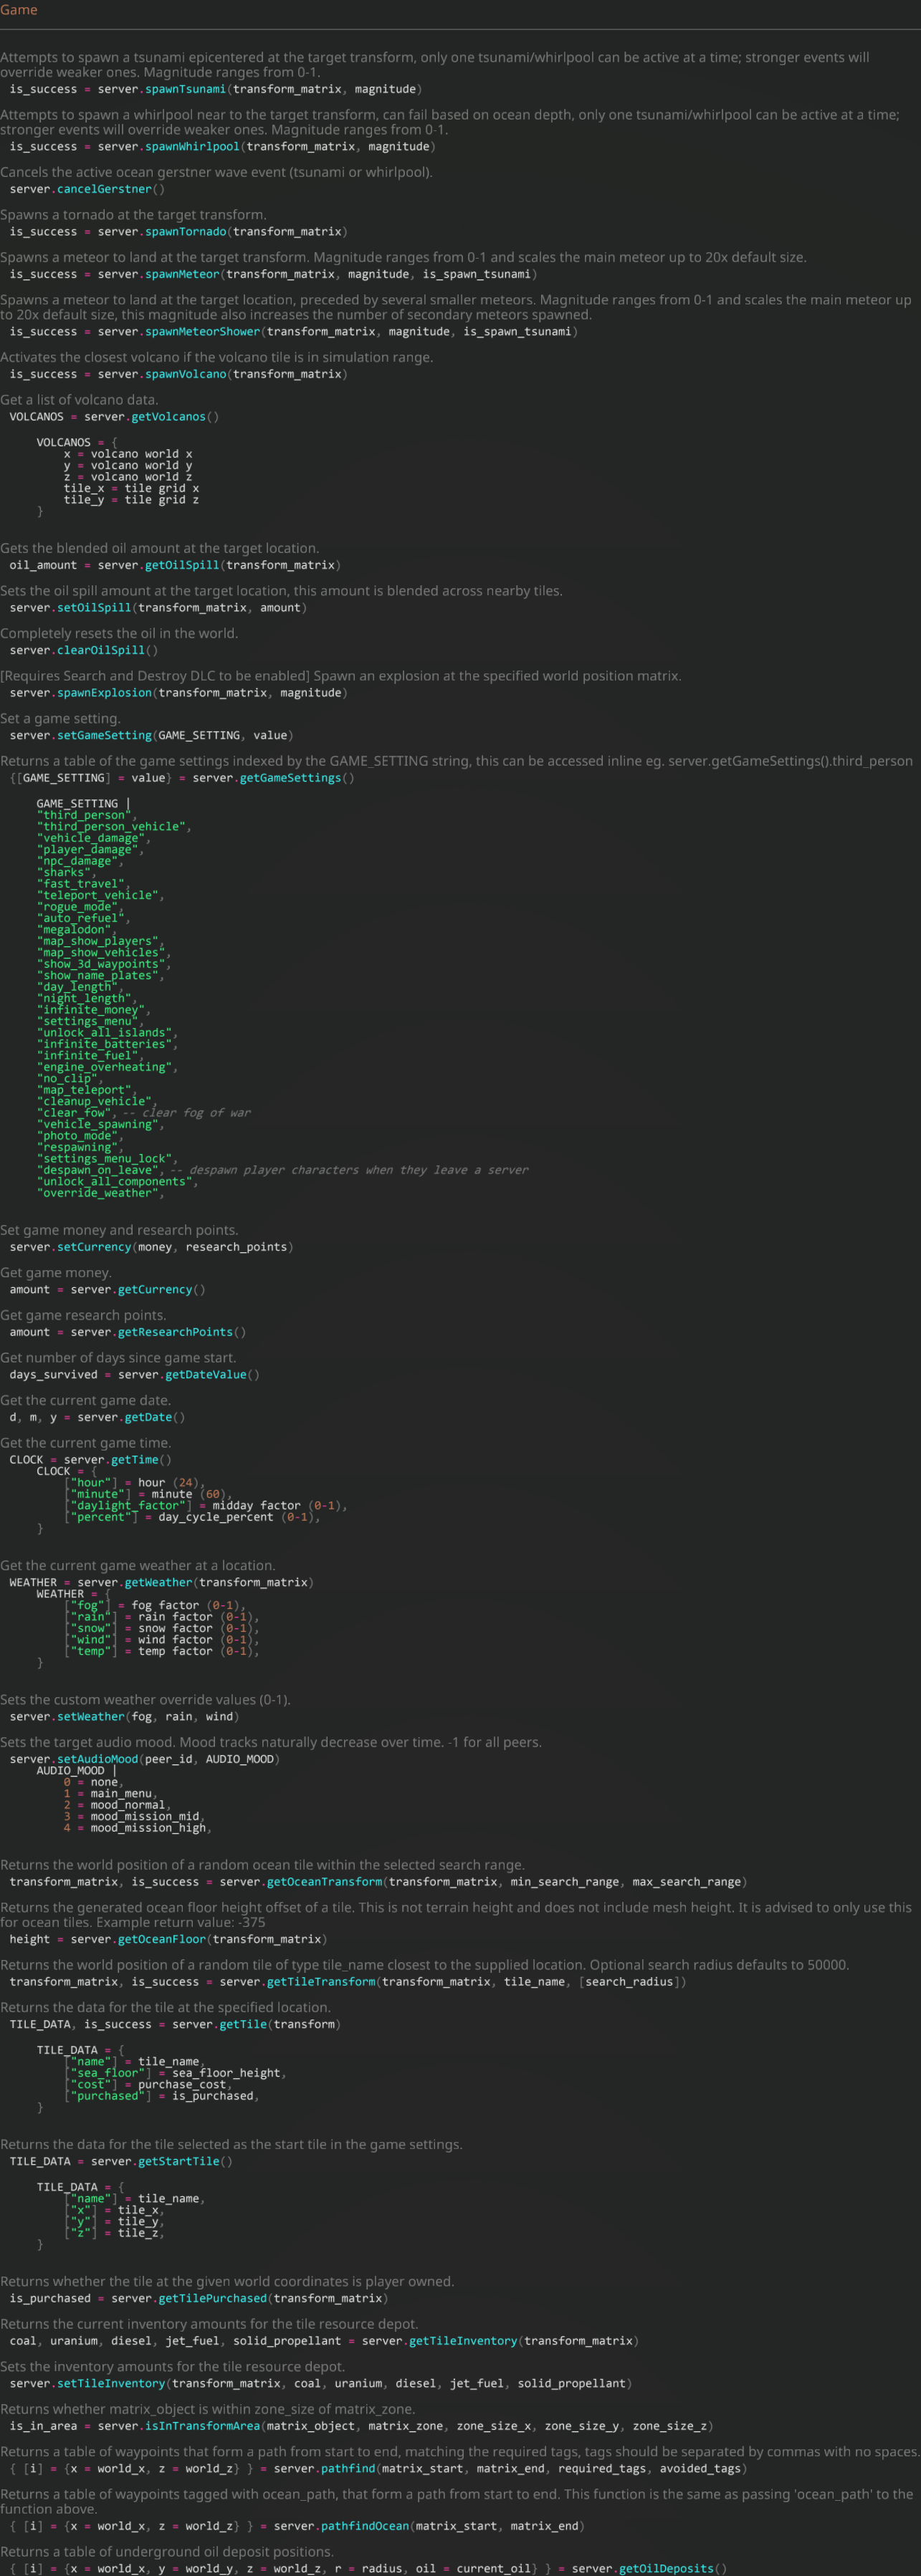 Game
Attempts to spawn a tsunami epicentered at the target transform, only one tsunami/whirlpool can be active at a time; stronger events will
override weaker ones. Magnitude ranges from 0-1.
is_success = server.spawnTsunami(transform_matrix, magnitude)
Attempts to spawn a whirlpool near to the target transform, can fail based on ocean depth, only one tsunami/whirlpool can be active at a time;
stronger events will override weaker ones. Magnitude ranges from 0-1.
is_success = server.spawnWhirlpool(transform_matrix, magnitude)
Cancels the active ocean gerstner wave event (tsunami or whirlpool).
server.cancelGerstner()
Spawns a tornado at the target transform.
is_success = server.spawnTornado(transform_matrix)
Spawns a meteor to land at the target transform. Magnitude ranges from 0-1 and scales the main meteor up to 20x default size.
is_success = server.spawnMeteor(transform_matrix, magnitude, is_spawn_tsunami)
Spawns a meteor to land at the target location, preceded by several smaller meteors. Magnitude ranges from 0-1 and scales the main meteor up
to 20x default size, this magnitude also increases the number of secondary meteors spawned.
is_success = server.spawnMeteorShower(transform_matrix, magnitude, is_spawn_tsunami)
Activates the closest volcano if the volcano tile is in simulation range.
is_success = server.spawnVolcano(transform_matrix)
Get a list of volcano data.
VOLCANOS = server.getVolcanos()
VOLCANOS = {
x = volcano world x
y = volcano world y
z = volcano world z
tile_x = tile grid x
tile_y = tile grid z
}
Gets the blended oil amount at the target location.
oil_amount = server.getOilSpill(transform_matrix)
Sets the oil spill amount at the target location, this amount is blended across nearby tiles.
server.setOilSpill(transform_matrix, amount)
Completely resets the oil in the world.
server.clearOilSpill()
[Requires Search and Destroy DLC to be enabled] Spawn an explosion at the specified world position matrix.
server.spawnExplosion(transform_matrix, magnitude)
Set a game setting.
server.setGameSetting(GAME_SETTING, value)
Returns a table of the game settings indexed by the GAME_SETTING string, this can be accessed inline eg. server.getGameSettings().third_person
{[GAME_SETTING] = value} = server.getGameSettings()
GAME_SETTING |
"third_person",
"third_person_vehicle",
"vehicle_damage",
"player_damage",
"npc_damage",
"sharks",
"fast_travel",
"teleport_vehicle",
"rogue_mode",
"auto_refuel",
"megalodon",
"map_show_players",
"map_show_vehicles",
"show_3d_waypoints",
"show_name_plates",
"day_length",
"night_length",
"infinite_money",
"settings_menu",
"unlock_all_islands",
"infinite_batteries",
"infinite_fuel",
"engine_overheating",
"no_clip",
"map_teleport",
"cleanup_vehicle",
"clear_fow", -- clear fog of war
"vehicle_spawning",
"photo_mode",
"respawning",
"settings_menu_lock",
"despawn_on_leave", -- despawn player characters when they leave a server
"unlock_all_components",
"override_weather",
Set game money and research points.
server.setCurrency(money, research_points)
Get game money.
amount = server.getCurrency()
Get game research points.
amount = server.getResearchPoints()
Get number of days since game start.
days_survived = server.getDateValue()
Get the current game date.
d, m, y = server.getDate()
Get the current game time.
CLOCK = server.getTime()
CLOCK = {
["hour"] = hour (24),
["minute"] = minute (60),
["daylight_factor"] = midday factor (0-1),
["percent"] = day_cycle_percent (0-1),
}
Get the current game weather at a location.
WEATHER = server.getWeather(transform_matrix)
WEATHER = {
["fog"] = fog factor (0-1),
["rain"] = rain factor (0-1),
["snow"] = snow factor (0-1),
["wind"] = wind factor (0-1),
["temp"] = temp factor (0-1),
}
Sets the custom weather override values (0-1).
server.setWeather(fog, rain, wind)
Sets the target audio mood. Mood tracks naturally decrease over time. -1 for all peers.
server.setAudioMood(peer_id, AUDIO_MOOD)
AUDIO_MOOD |
0 = none,
1 = main_menu,
2 = mood_normal,
3 = mood_mission_mid,
4 = mood_mission_high,
Returns the world position of a random ocean tile within the selected search range.
transform_matrix, is_success = server.getOceanTransform(transform_matrix, min_search_range, max_search_range)
Returns the generated ocean floor height offset of a tile. This is not terrain height and does not include mesh height. It is advised to only use this
for ocean tiles. Example return value: -375
height = server.getOceanFloor(transform_matrix)
Returns the world position of a random tile of type tile_name closest to the supplied location. Optional search radius defaults to 50000.
transform_matrix, is_success = server.getTileTransform(transform_matrix, tile_name, [search_radius])
Returns the data for the tile at the specified location.
TILE_DATA, is_success = server.getTile(transform)
TILE_DATA = {
["name"] = tile_name,
["sea_floor"] = sea_floor_height,
["cost"] = purchase_cost,
["purchased"] = is_purchased,
}
Returns the data for the tile selected as the start tile in the game settings.
TILE_DATA = server.getStartTile()
TILE_DATA = {
["name"] = tile_name,
["x"] = tile_x,
["y"] = tile_y,
["z"] = tile_z,
}
Returns whether the tile at the given world coordinates is player owned.
is_purchased = server.getTilePurchased(transform_matrix)
Returns the current inventory amounts for the tile resource depot.
coal, uranium, diesel, jet_fuel, solid_propellant = server.getTileInventory(transform_matrix)
Sets the inventory amounts for the tile resource depot.
server.setTileInventory(transform_matrix, coal, uranium, diesel, jet_fuel, solid_propellant)
Returns whether matrix_object is within zone_size of matrix_zone.
is_in_area = server.isInTransformArea(matrix_object, matrix_zone, zone_size_x, zone_size_y, zone_size_z)
Returns a table of waypoints that form a path from start to end, matching the required tags, tags should be separated by commas with no spaces.
{ [i] = {x = world_x, z = world_z} } = server.pathfind(matrix_start, matrix_end, required_tags, avoided_tags)
Returns a table of waypoints tagged with ocean_path, that form a path from start to end. This function is the same as passing 'ocean_path' to the
function above.
{ [i] = {x = world_x, z = world_z} } = server.pathfindOcean(matrix_start, matrix_end)
Returns a table of underground oil deposit positions.
{ [i] = {x = world_x, y = world_y, z = world_z, r = radius, oil = current_oil} } = server.getOilDeposits()